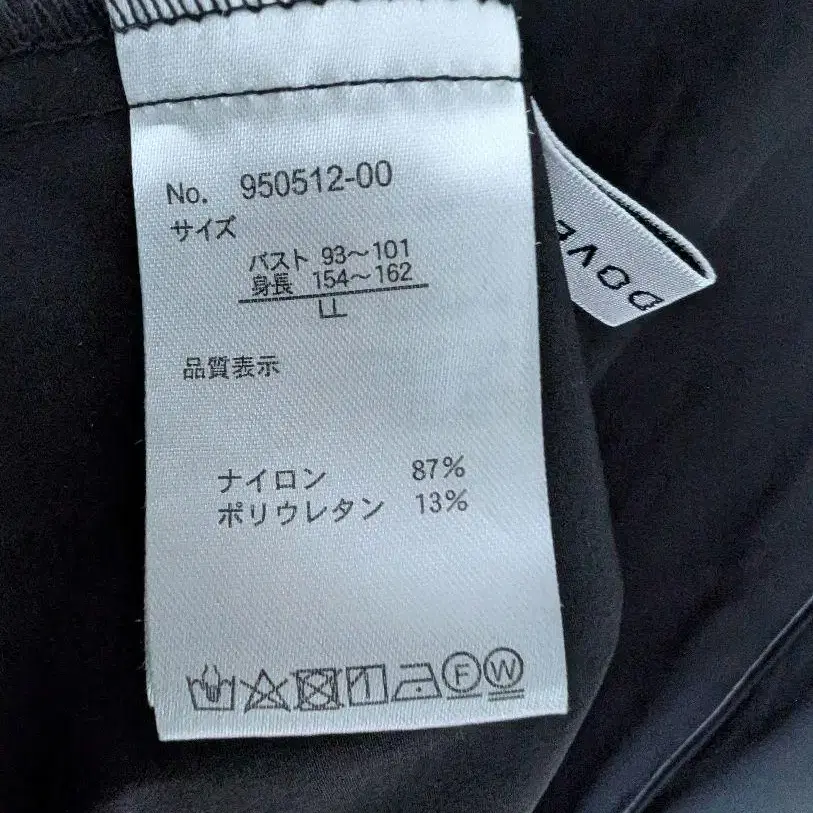 No. 950512-00
サイズ
バスト 93〜101
身長 154〜162
LL
品質表示
ナイロン 87%
ポリウレタン 13%
F
W